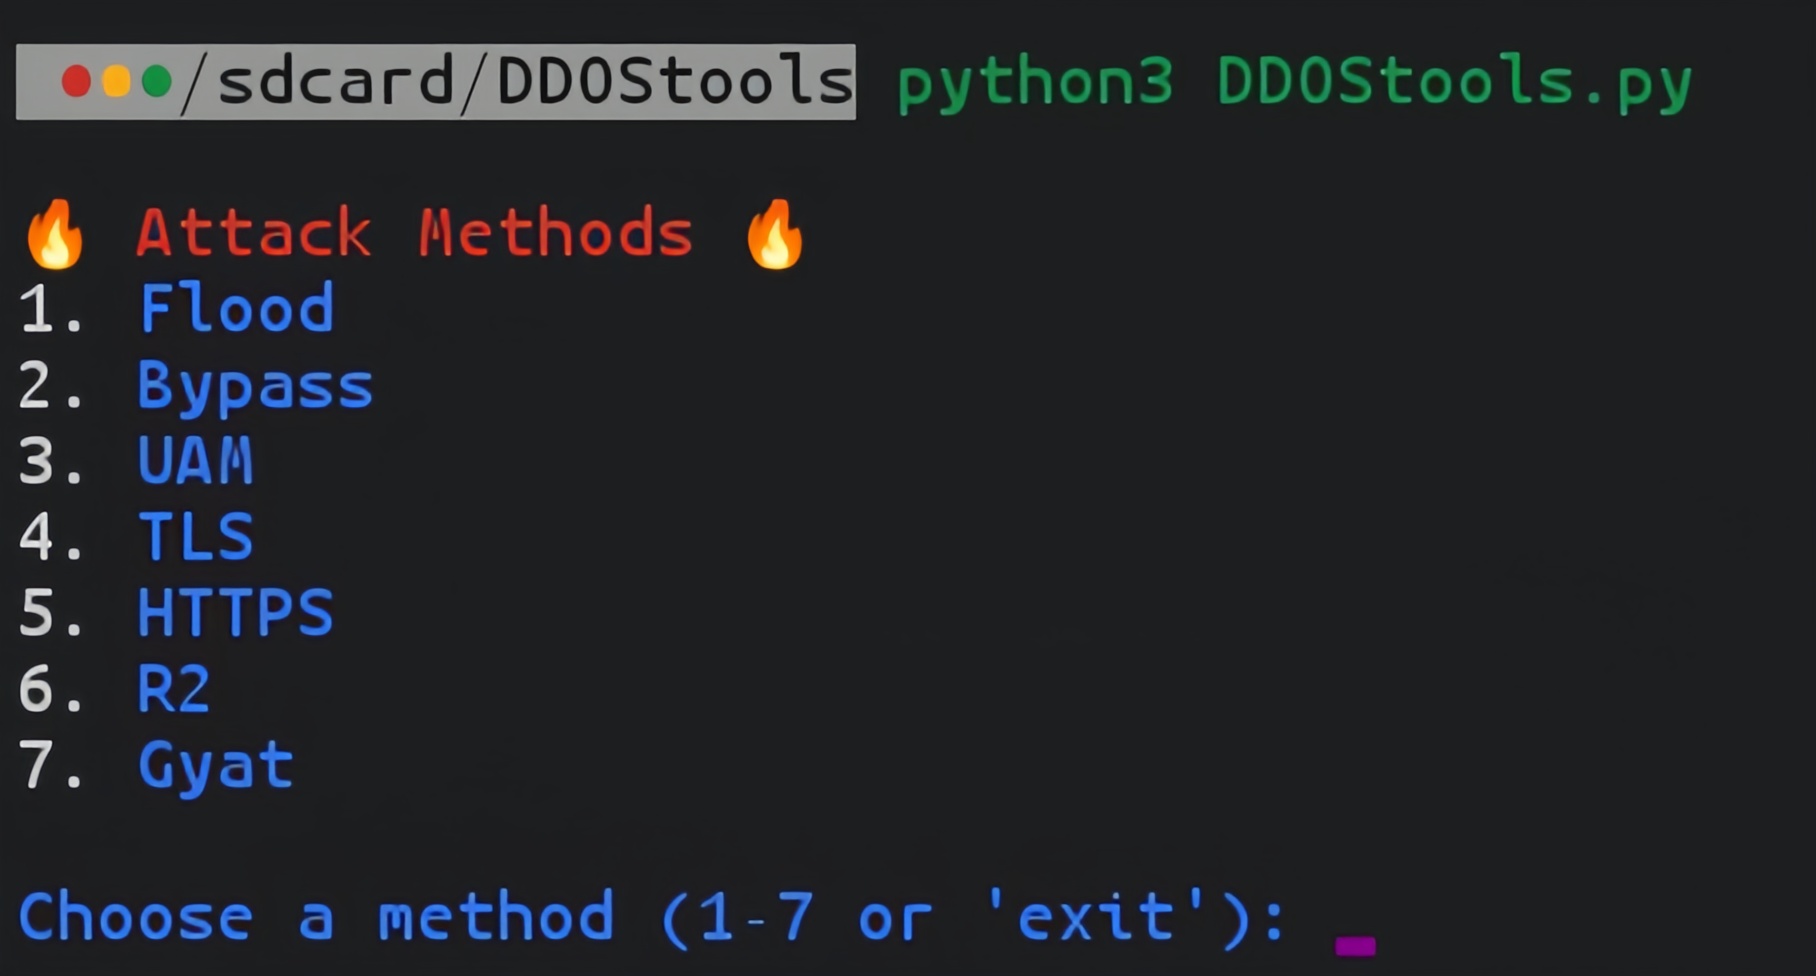 /sdcard/DDOStools python3 DDOStools.py
🔥 Attack Methods 🔥
1. Flood
2. Bypass
3. UAM
4. TLS
5. HTTPS
6. R2
7. Gyat
Choose a method (1-7 or 'exit'):